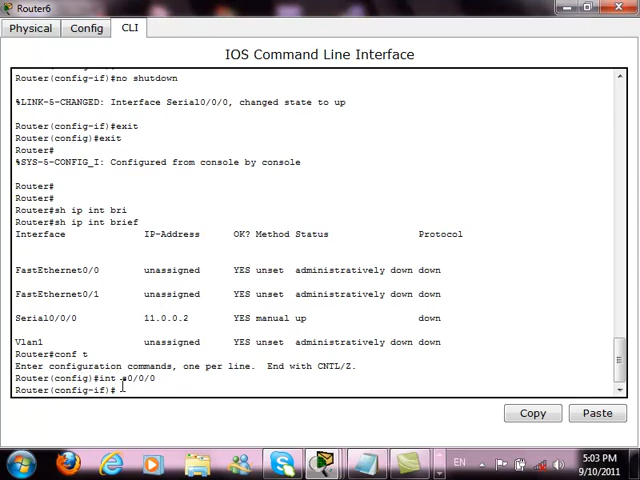 Router6
Physical Config CLI
IOS Command Line Interface
Router(config-if)#no shutdown
%LINK-5-CHANGED: Interface Serial0/0/0, changed state to up
Router(config-if)#exit
Router(config)#exit
Router#
%SYS-5-CONFIG_I: Configured from console by console
Router#
Router#
Router#sh ip int bri
Router#sh ip int brief
Interface IP-Address OK? Method Status Protocol
FastEthernet0/0 unassigned YES unset administratively down down
FastEthernet0/1 unassigned YES unset administratively down down
Serial0/0/0 11.0.0.2 YES manual up down
Vlan1 unassigned YES unset administratively down down
Router#conf t
Enter configuration commands, one per line. End with CNTL/Z.
Router(config)#int s0/0/0
Router(config-if)#
Copy Paste
EN 5:03 PM
9/10/2011